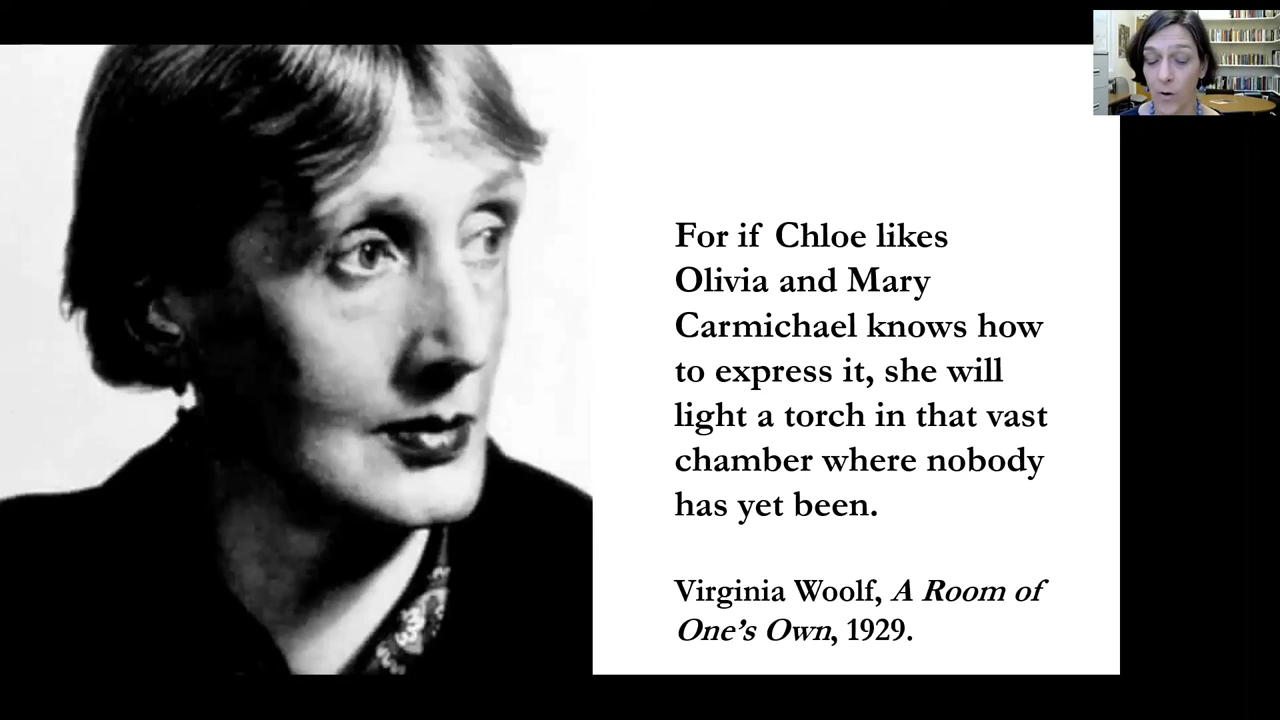 For if Chloe likes
Olivia and Mary
Carmichael knows how
to express it, she will
light a torch in that vast
chamber where nobody
has yet been.
Virginia Woolf, A Room of
One’s Own, 1929.